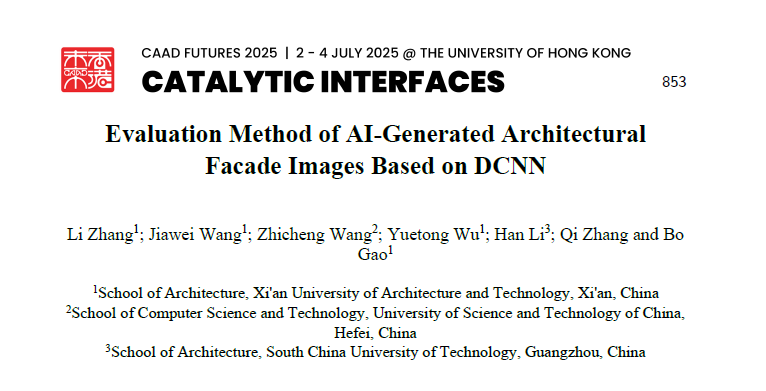 CAAD FUTURES 2025 | 2 - 4 JULY 2025 @ THE UNIVERSITY OF HONG KONG
CATALYTIC INTERFACES
853
Evaluation Method of AI-Generated Architectural
Facade Images Based on DCNN
Li Zhang¹; Jiawei Wang¹; Zhicheng Wang²; Yuetong Wu¹; Han Li³; Qi Zhang and Bo
Gao¹
¹School of Architecture, Xi'an University of Architecture and Technology, Xi'an, China
²School of Computer Science and Technology, University of Science and Technology of China,
Hefei, China
³School of Architecture, South China University of Technology, Guangzhou, China